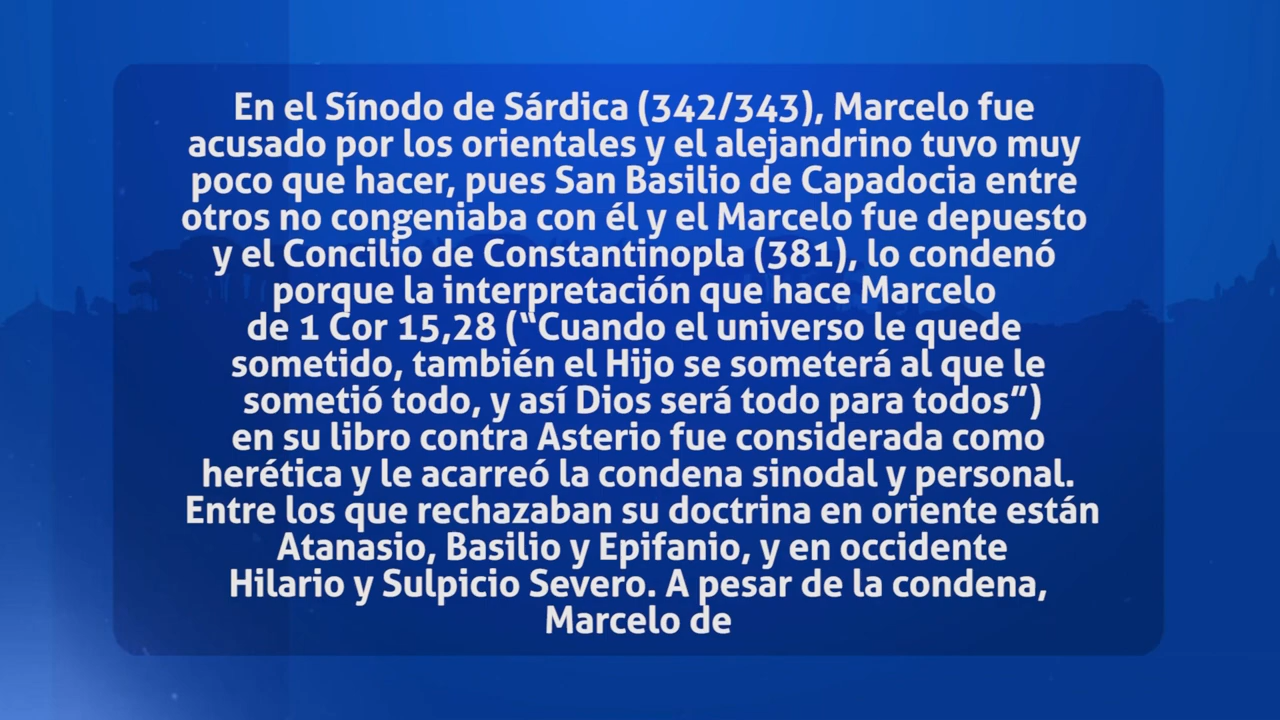 En el Sínodo de Sárdica (342/343), Marcelo fue
acusado por los orientales y el alejandrino tuvo muy
poco que hacer, pues San Basilio de Capadocia entre
otros no congeniaba con él y el Marcelo fue depuesto
y el Concilio de Constantinopla (381), lo condenó
porque la interpretación que hace Marcelo
de 1 Cor 15,28 (“Cuando el universo le quede
sometido, también el Hijo se someterá al que le
sometió todo, y así Dios será todo para todos”)
en su libro contra Asterio fue considerada como
herética y le acarreó la condena sinodal y personal.
Entre los que rechazaban su doctrina en oriente están
Atanasio, Basilio y Epifanio, y en occidente
Hilario y Sulpicio Severo. A pesar de la condena,
Marcelo de